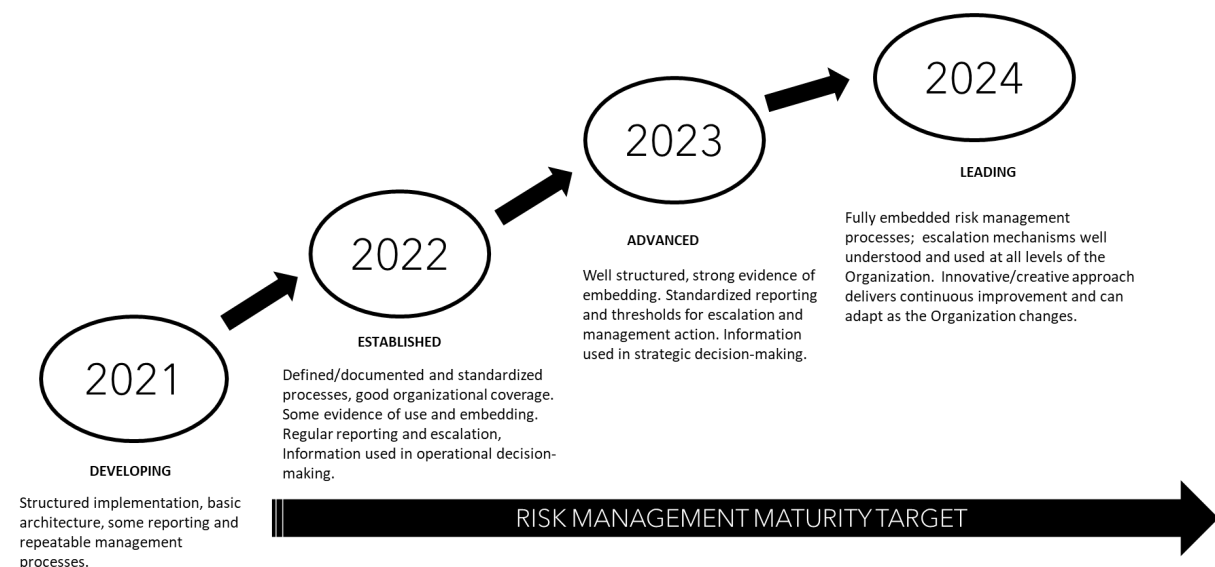 2021
DEVELOPING
Structured implementation, basic
architecture, some reporting and
repeatable management
processes.
2022
ESTABLISHED
Defined/documented and standardized
processes, good organizational coverage.
Some evidence of use and embedding.
Regular reporting and escalation,
Information used in operational decision-
making.
2023
ADVANCED
Well structured, strong evidence of
embedding. Standardized reporting
and thresholds for escalation and
management action. Information
used in strategic decision-making.
2024
LEADING
Fully embedded risk management
processes; escalation mechanisms well
understood and used at all levels of the
Organization. Innovative/creative approach
delivers continuous improvement and can
adapt as the Organization changes.
RISK MANAGEMENT MATURITY TARGET